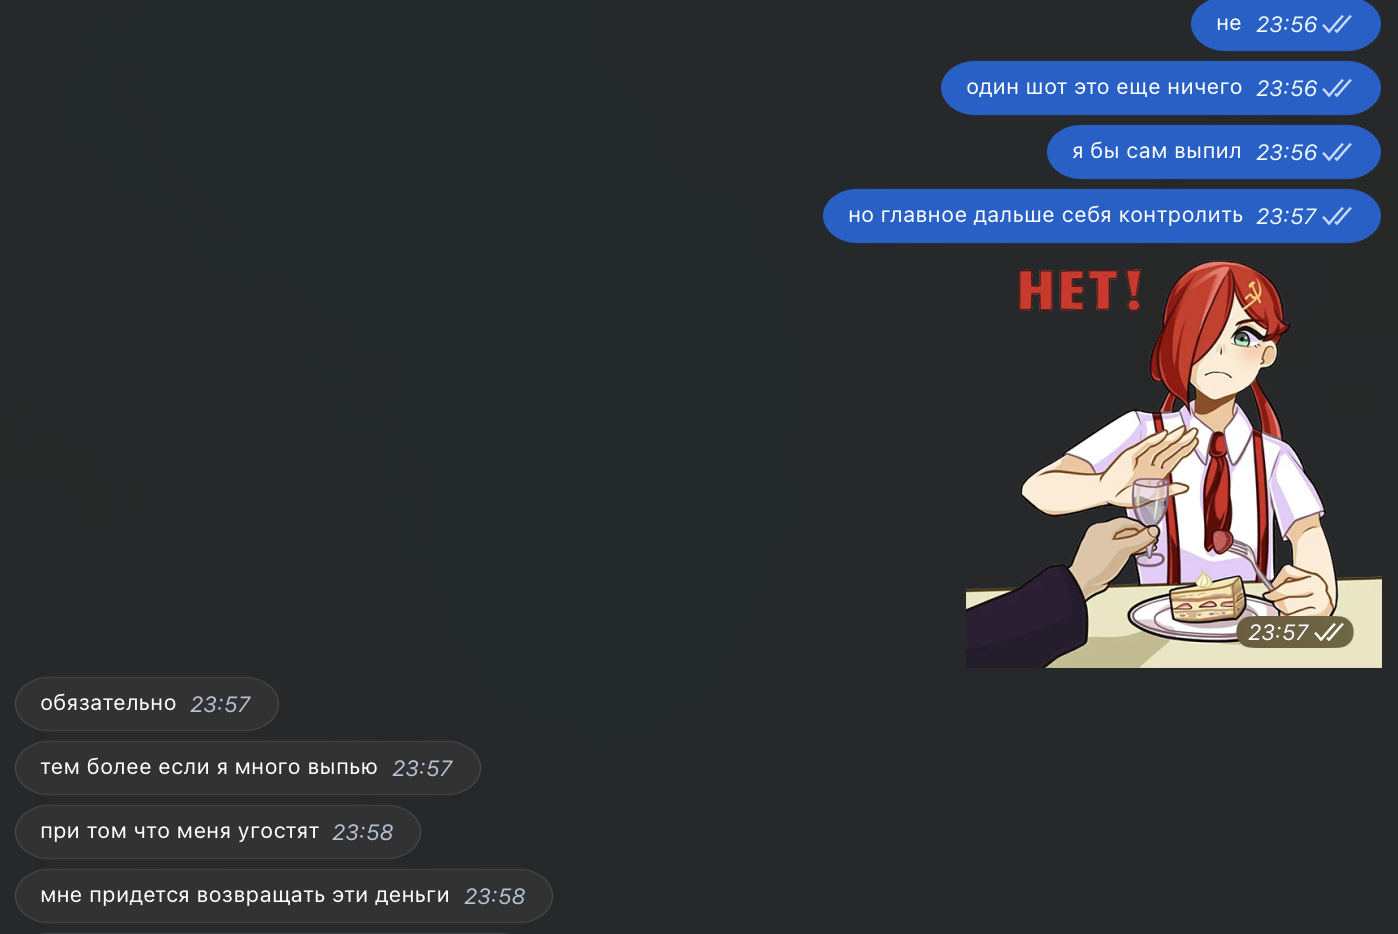 не 23:56
один шот это еще ничего 23:56
я бы сам выпил 23:56
но главное дальше себя контролить 23:57
НЕТ!
23:57
обязательно 23:57
тем более если я много выпью 23:57
при том что меня угостят 23:58
мне придется возвращать эти деньги 23:58